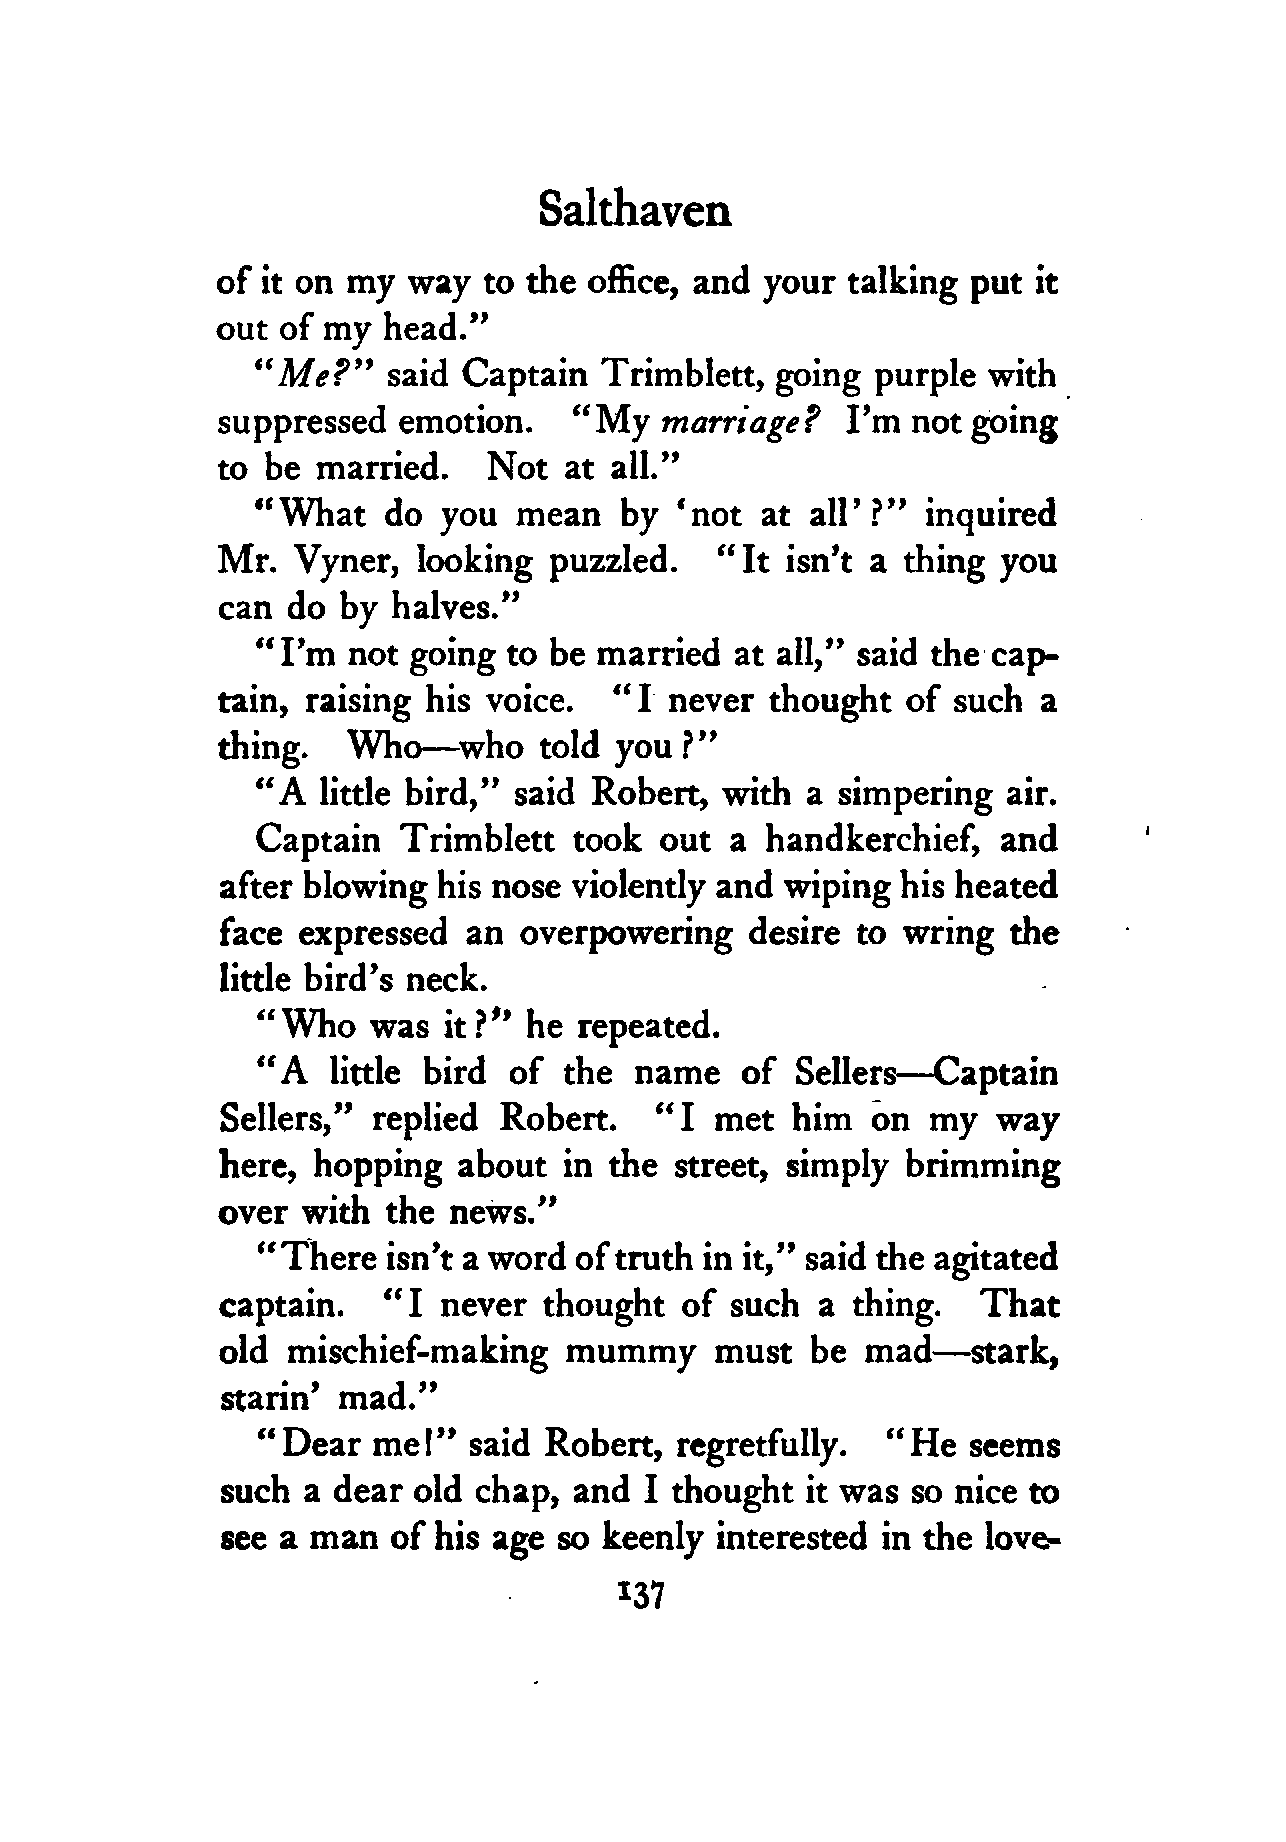 Salthaven
of it on my way to the office, and your talking put it
out of my head."
"Me?" said Captain Trimblett, going purple with
suppressed emotion. "My marriage? I'm not going
to be married. Not at all."
"What do you mean by 'not at all'?" inquired
Mr. Vyner, looking puzzled. "It isn't a thing you
can do by halves."
"I'm not going to be married at all," said the cap-
tain, raising his voice. "I never thought of such a
thing. Who—who told you?"
"A little bird," said Robert, with a simpering air.
Captain Trimblett took out a handkerchief, and
after blowing his nose violently and wiping his heated
face expressed an overpowering desire to wring the
little bird's neck.
"Who was it?" he repeated.
"A little bird of the name of Sellers—Captain
Sellers," replied Robert. "I met him on my way
here, hopping about in the street, simply brimming
over with the news."
"There isn't a word of truth in it," said the agitated
captain. "I never thought of such a thing. That
old mischief-making mummy must be mad—stark,
starin' mad."
"Dear me!" said Robert, regretfully. "He seems
such a dear old chap, and I thought it was so nice to
see a man of his age so keenly interested in the love-
137